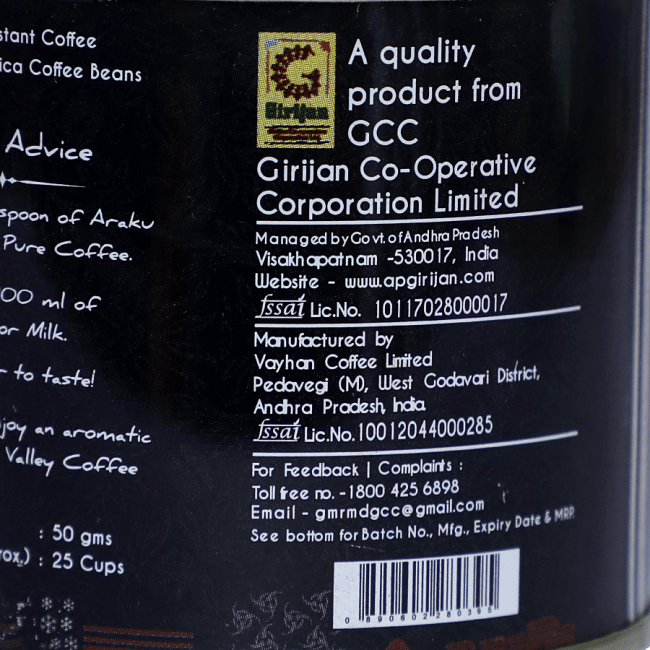 stant Coffee
ica Coffee Beans
Advice
spoon of Araku
Pure Coffee.
00 ml of
or Milk.
r to taste!
joy an aromatic
Valley Coffee
: 50 gms
rox.) : 25 Cups
Girijan
A quality
product from
GCC
Girijan Co-Operative
Corporation Limited
Managed by Govt. of Andhra Pradesh
Visakhapatnam -530017, India
Website - www.apgirijan.com
fssai Lic.No. 10117028000017
Manufactured by
Vayhan Coffee Limited
Pedavegi (M), West Godavari District,
Andhra Pradesh, India.
fssai Lic.No.10012044000285
For Feedback | Complaints :
Toll free no. -1800 425 6898
Email - gmrmdgcc@gmail.com
See bottom for Batch No., Mfg., Expiry Date & MRP.
0 890602 280395